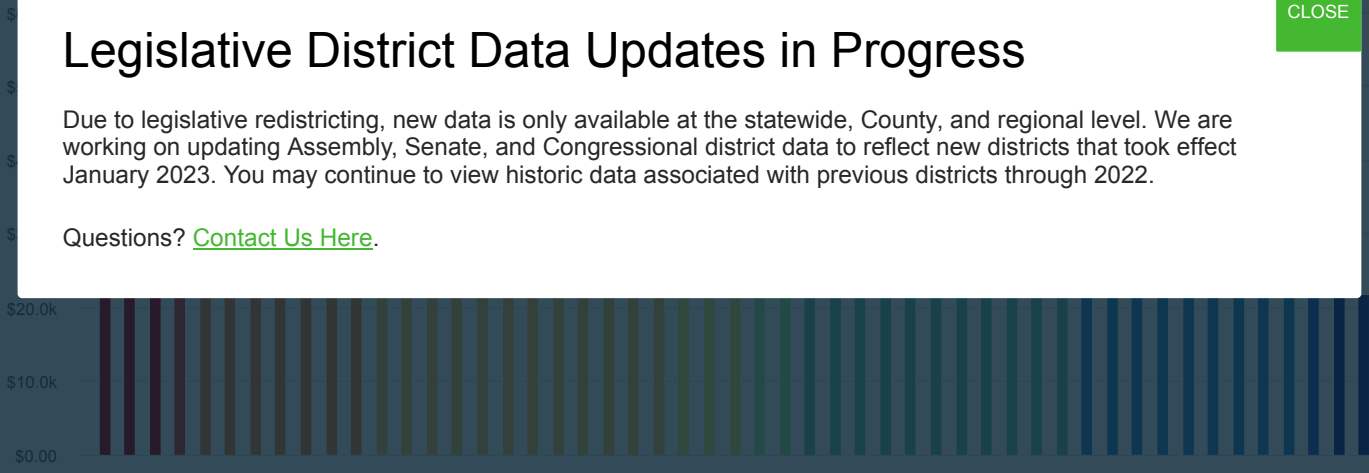 CLOSE
Legislative District Data Updates in Progress
Due to legislative redistricting, new data is only available at the statewide, County, and regional level. We are
working on updating Assembly, Senate, and Congressional district data to reflect new districts that took effect
January 2023. You may continue to view historic data associated with previous districts through 2022.
Questions? Contact Us Here.
$20.0k
$10.0k
$0.00